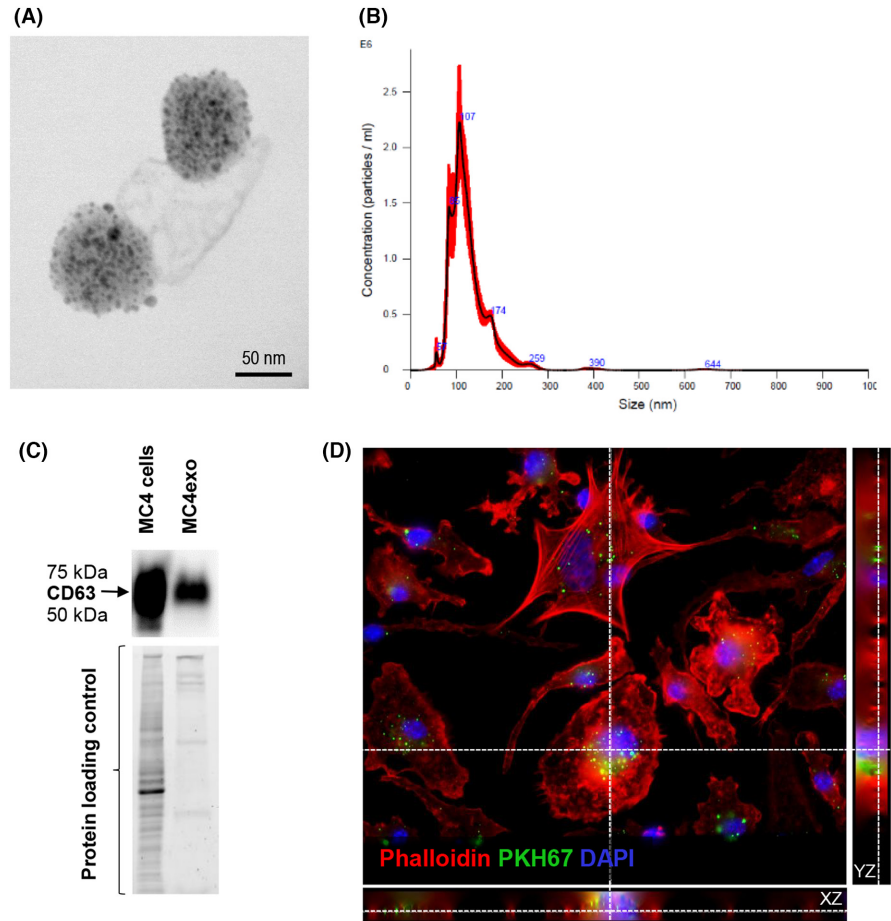 (A)
50 nm
(B)
E6
Concentration (particles / ml)
2.5
2.0
1.5
1.0
0.5
0
107
85
174
259
390
644
0 100 200 300 400 500 600 700 800 900 100
Size (nm)
(C)
MC4 cells
MC4exo
75 kDa
CD63
50 kDa
Protein loading control
(D)
Phalloidin PKH67 DAPI
YZ
XZ